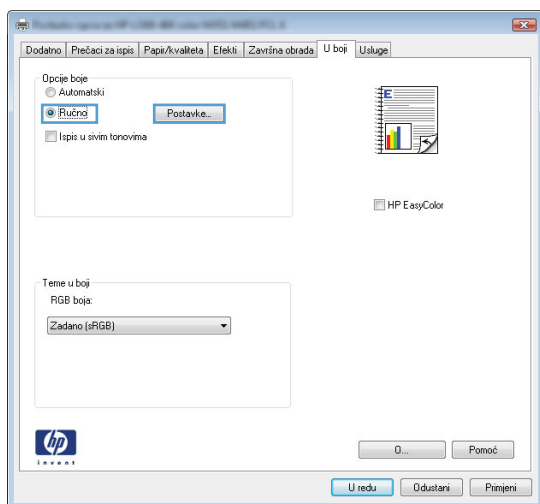 Dodatno Prečaci za ispis Papir/kvaliteta Efekti Završna obrada U boji Usluge
Opcije boje
Automatski
Ručno Postavke...
Ispis u sivim tonovima
E
HP EasyColor
Teme u boji
RGB boja:
Zadano (sRGB)
hp
invent
O... Pomoć
U redu Odustani Primjeni